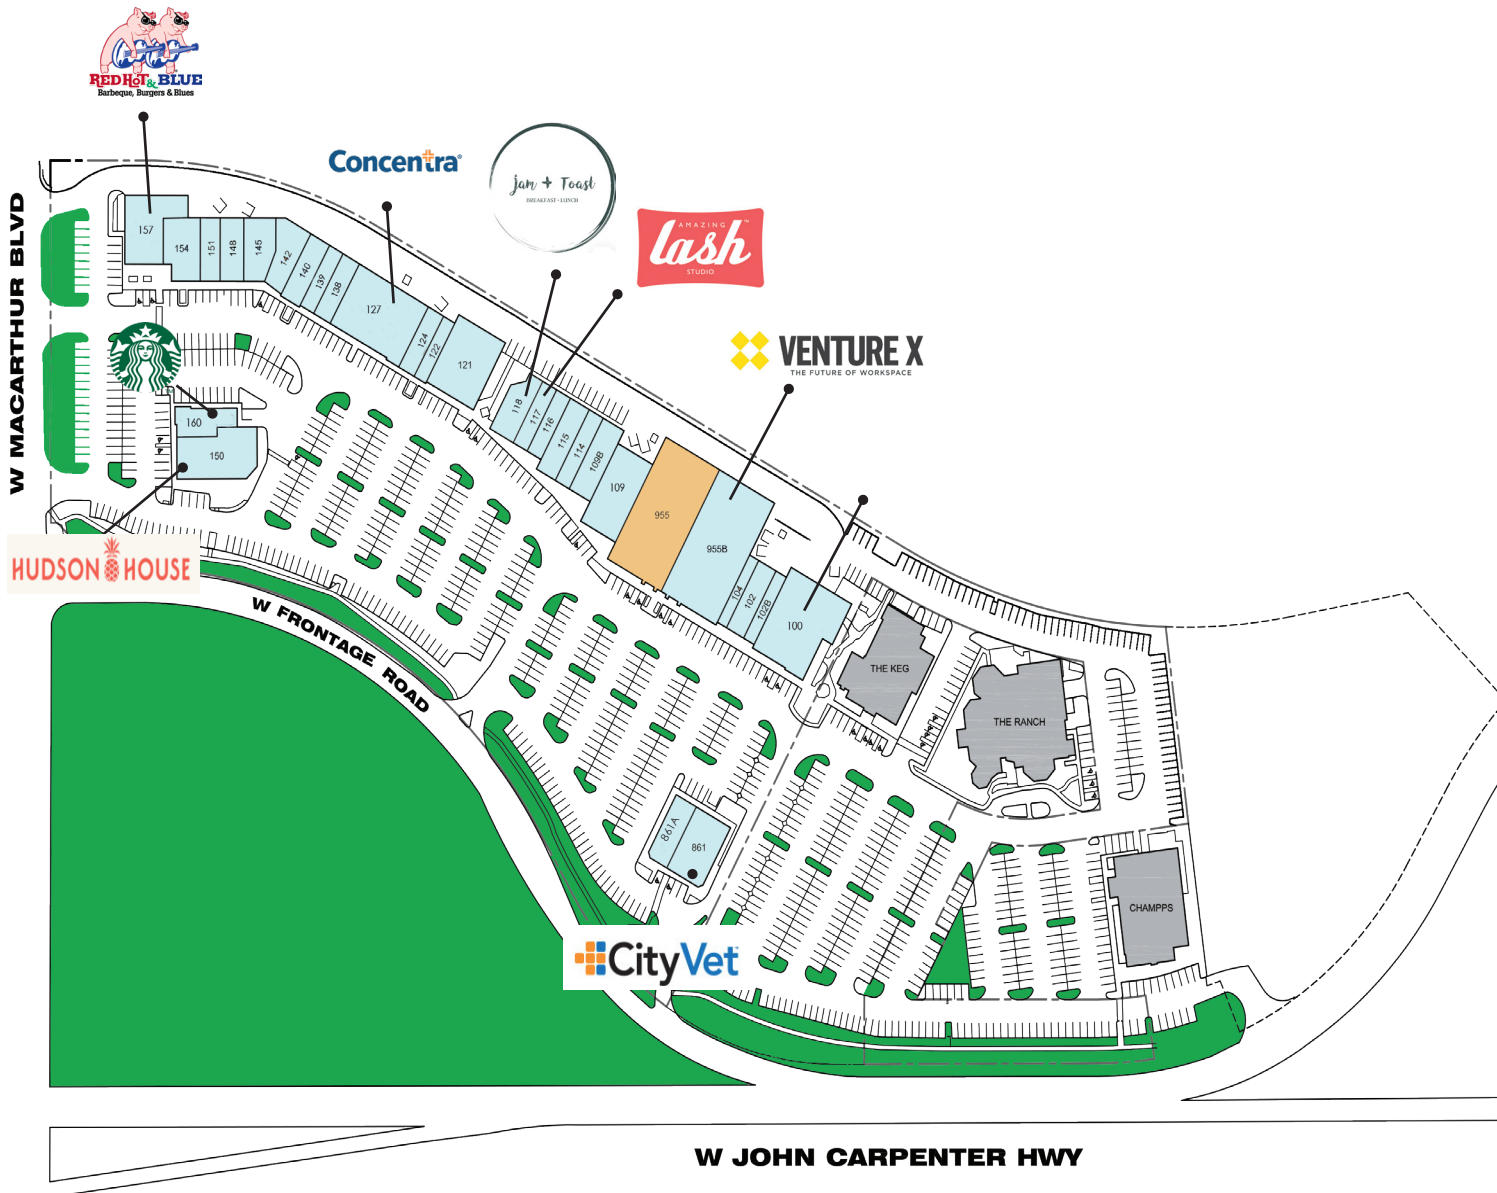 RED HOT & BLUE
Barbeque, Burgers & Blues
Concentra®
Jam + Toast
BREAKFAST • LUNCH
AMAZING
lash™
STUDIO
VENTURE X
THE FUTURE OF WORKSPACE
W MACARTHUR BLVD
157
154
151
148
145
142
140
139
138
127
124
122
121
118
117
116
115
114
109B
109
955
955B
104
102
102B
100
160
150
HUDSON HOUSE
W FRONTAGE ROAD
THE KEG
THE RANCH
CHAMPPS
861A
861
CityVet
W JOHN CARPENTER HWY